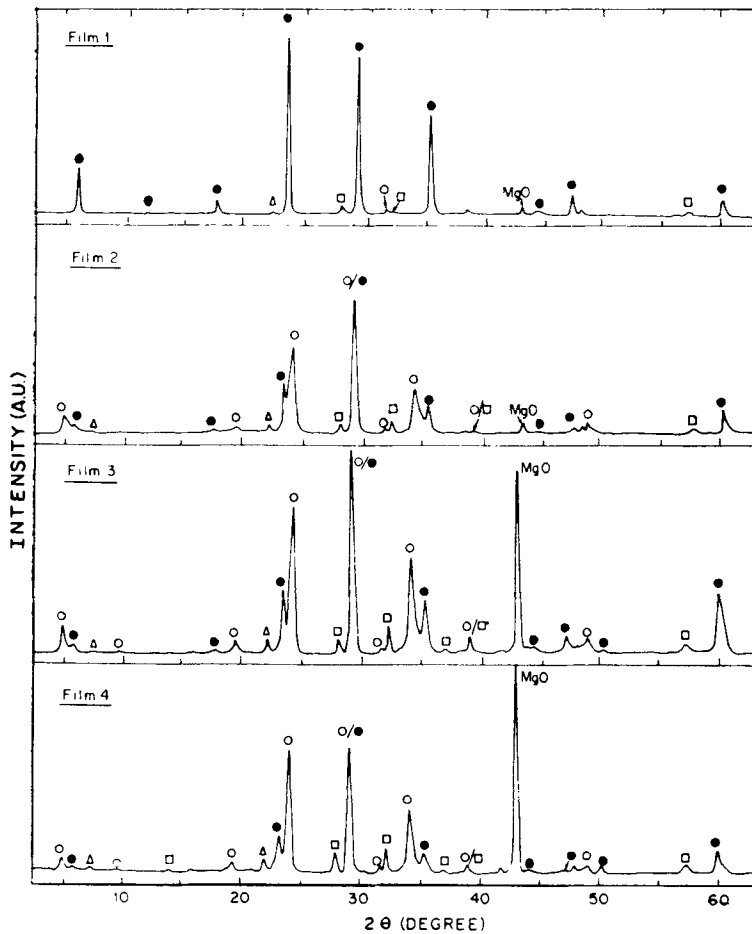 Film 1
MgO
Film 2
MgO
Film 3
MgO
Film 4
MgO
INTENSITY (A.U.)
10 20 30 40 50 60
2 θ (DEGREE)